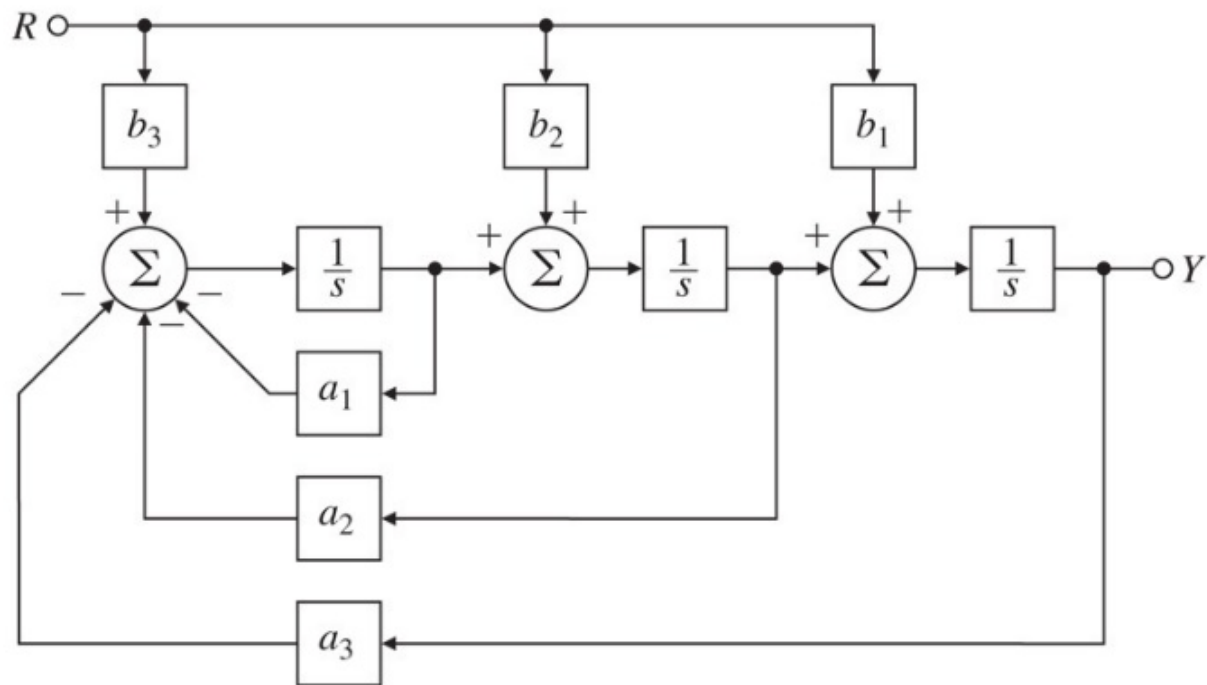 R
b₃ b₂ b₁
+ + +
+ +
Σ 1/s Σ 1/s Σ 1/s Y
− − −
a₁
a₂
a₃